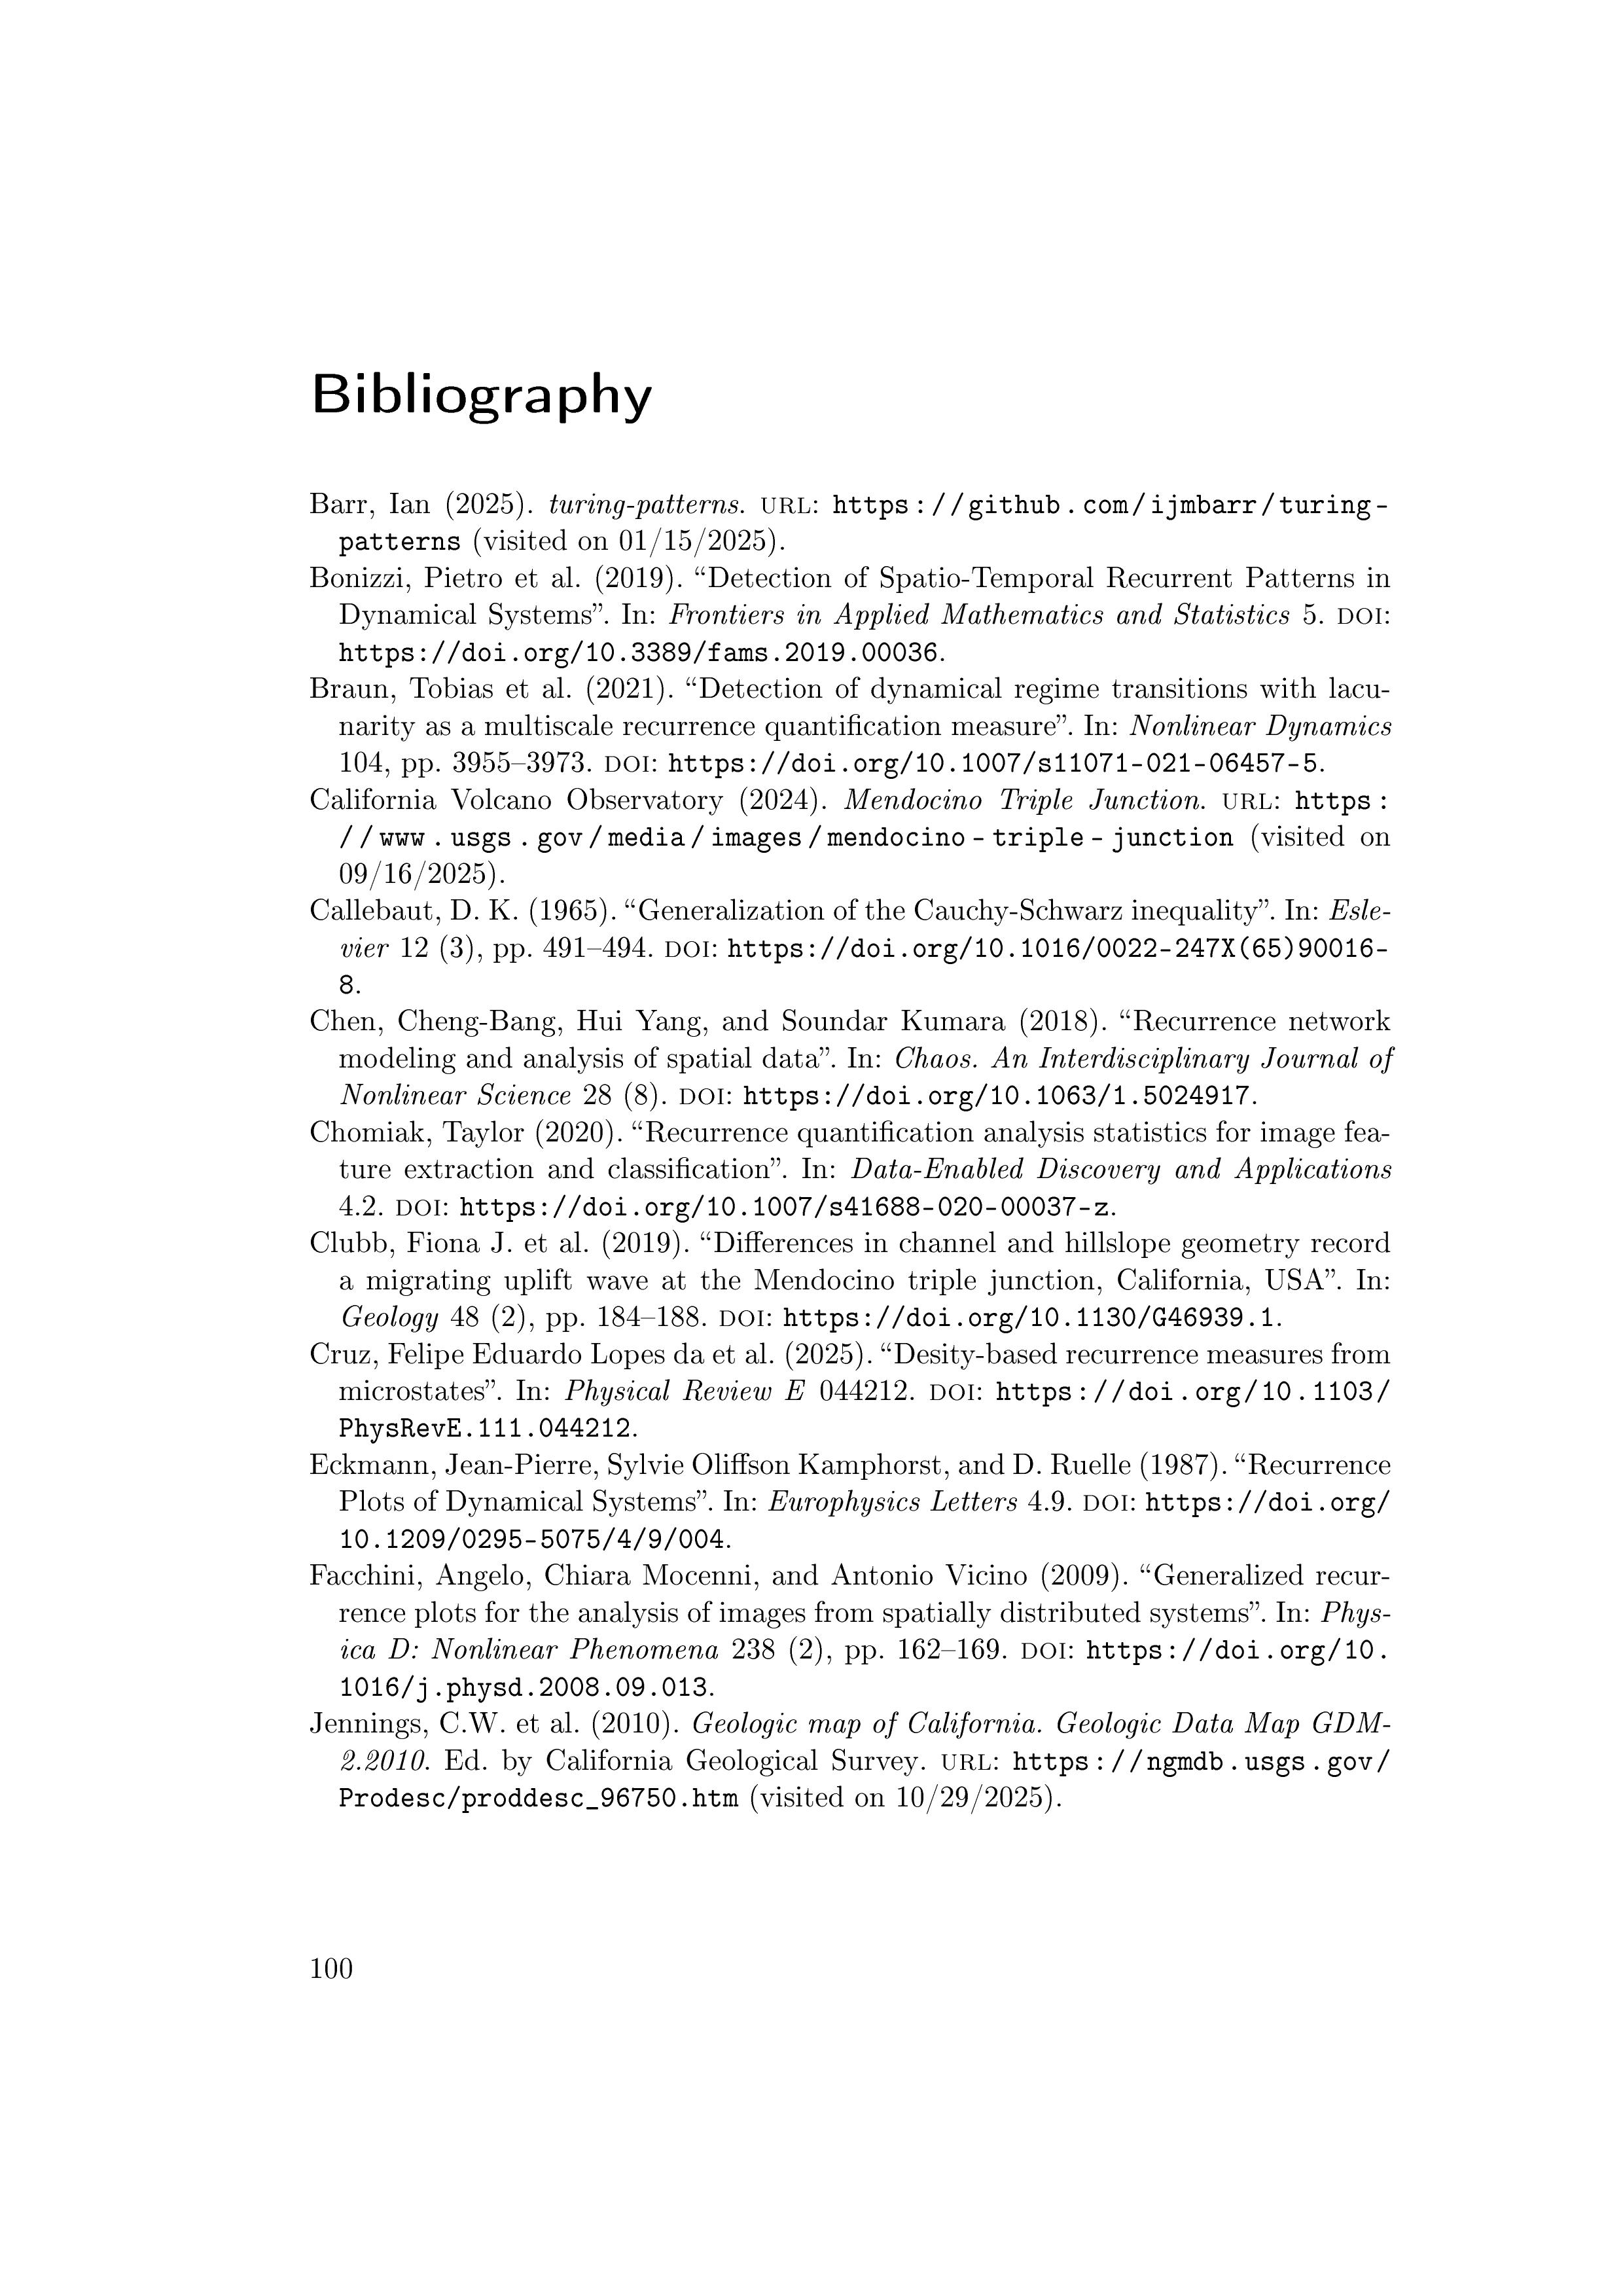 Bibliography
Barr, Ian (2025). turing-patterns. URL: https://github.com/ijmbarr/turing-
patterns (visited on 01/15/2025).
Bonizzi, Pietro et al. (2019). “Detection of Spatio-Temporal Recurrent Patterns in
Dynamical Systems”. In: Frontiers in Applied Mathematics and Statistics 5. DOI:
https://doi.org/10.3389/fams.2019.00036.
Braun, Tobias et al. (2021). “Detection of dynamical regime transitions with lacu-
narity as a multiscale recurrence quantification measure”. In: Nonlinear Dynamics
104, pp. 3955–3973. DOI: https://doi.org/10.1007/s11071-021-06457-5.
California Volcano Observatory (2024). Mendocino Triple Junction. URL: https:
//www.usgs.gov/media/images/mendocino-triple-junction (visited on
09/16/2025).
Callebaut, D. K. (1965). “Generalization of the Cauchy-Schwarz inequality”. In: Esle-
vier 12 (3), pp. 491–494. DOI: https://doi.org/10.1016/0022-247X(65)90016-
8.
Chen, Cheng-Bang, Hui Yang, and Soundar Kumara (2018). “Recurrence network
modeling and analysis of spatial data”. In: Chaos. An Interdisciplinary Journal of
Nonlinear Science 28 (8). DOI: https://doi.org/10.1063/1.5024917.
Chomiak, Taylor (2020). “Recurrence quantification analysis statistics for image fea-
ture extraction and classification”. In: Data-Enabled Discovery and Applications
4.2. DOI: https://doi.org/10.1007/s41688-020-00037-z.
Clubb, Fiona J. et al. (2019). “Differences in channel and hillslope geometry record
a migrating uplift wave at the Mendocino triple junction, California, USA”. In:
Geology 48 (2), pp. 184–188. DOI: https://doi.org/10.1130/G46939.1.
Cruz, Felipe Eduardo Lopes da et al. (2025). “Desity-based recurrence measures from
microstates”. In: Physical Review E 044212. DOI: https://doi.org/10.1103/
PhysRevE.111.044212.
Eckmann, Jean-Pierre, Sylvie Oliffson Kamphorst, and D. Ruelle (1987). “Recurrence
Plots of Dynamical Systems”. In: Europhysics Letters 4.9. DOI: https://doi.org/
10.1209/0295-5075/4/9/004.
Facchini, Angelo, Chiara Mocenni, and Antonio Vicino (2009). “Generalized recur-
rence plots for the analysis of images from spatially distributed systems”. In: Phys-
ica D: Nonlinear Phenomena 238 (2), pp. 162–169. DOI: https://doi.org/10.
1016/j.physd.2008.09.013.
Jennings, C.W. et al. (2010). Geologic map of California. Geologic Data Map GDM-
2.2010. Ed. by California Geological Survey. URL: https://ngmdb.usgs.gov/
Prodesc/proddesc_96750.htm (visited on 10/29/2025).
100